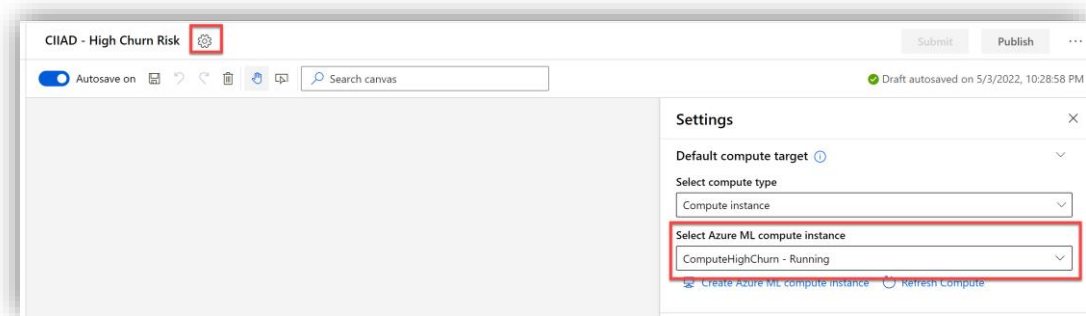 CIIAD - High Churn Risk
Submit Publish ...
Autosave on Search canvas Draft autosaved on 5/3/2022, 10:28:58 PM
Settings
Default compute target
Select compute type
Compute instance
Select Azure ML compute instance
ComputeHighChurn - Running
Create Azure ML compute instance Refresh Compute